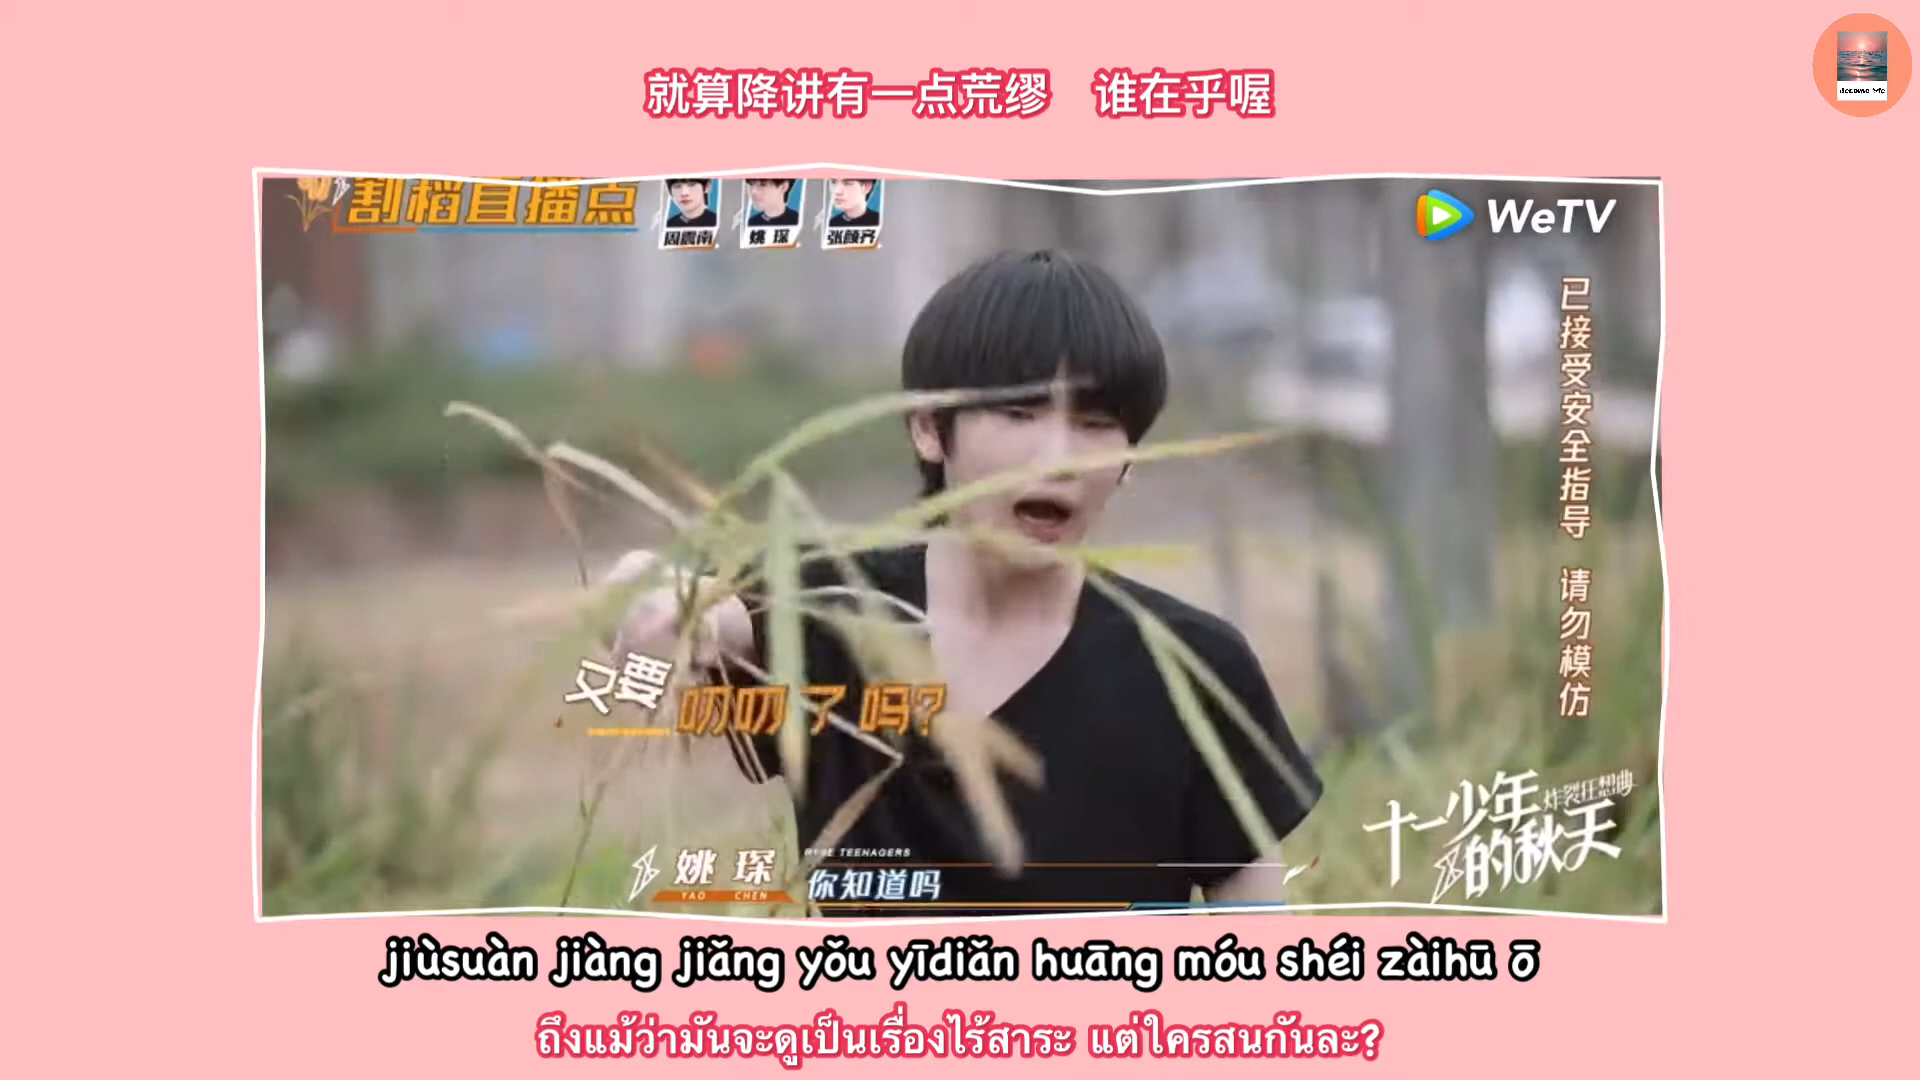 就算降讲有一点荒缪 谁在乎喔
Become Me
割稻直播点
周震南
姚琛
张颜齐
WeTV
已接受安全指导 请勿模仿
又要叨叨了吗?
十一少年的秋天
炸裂狂想曲
姚琛
YAO CHEN
R1SE TEENAGERS
你知道吗
jiùsuàn jiàng jiǎng yǒu yīdiǎn huāng móu shéi zàihū ō
ถึงแม้ว่ามันจะดูเป็นเรื่องไร้สาระ แต่ใครสนกันละ?